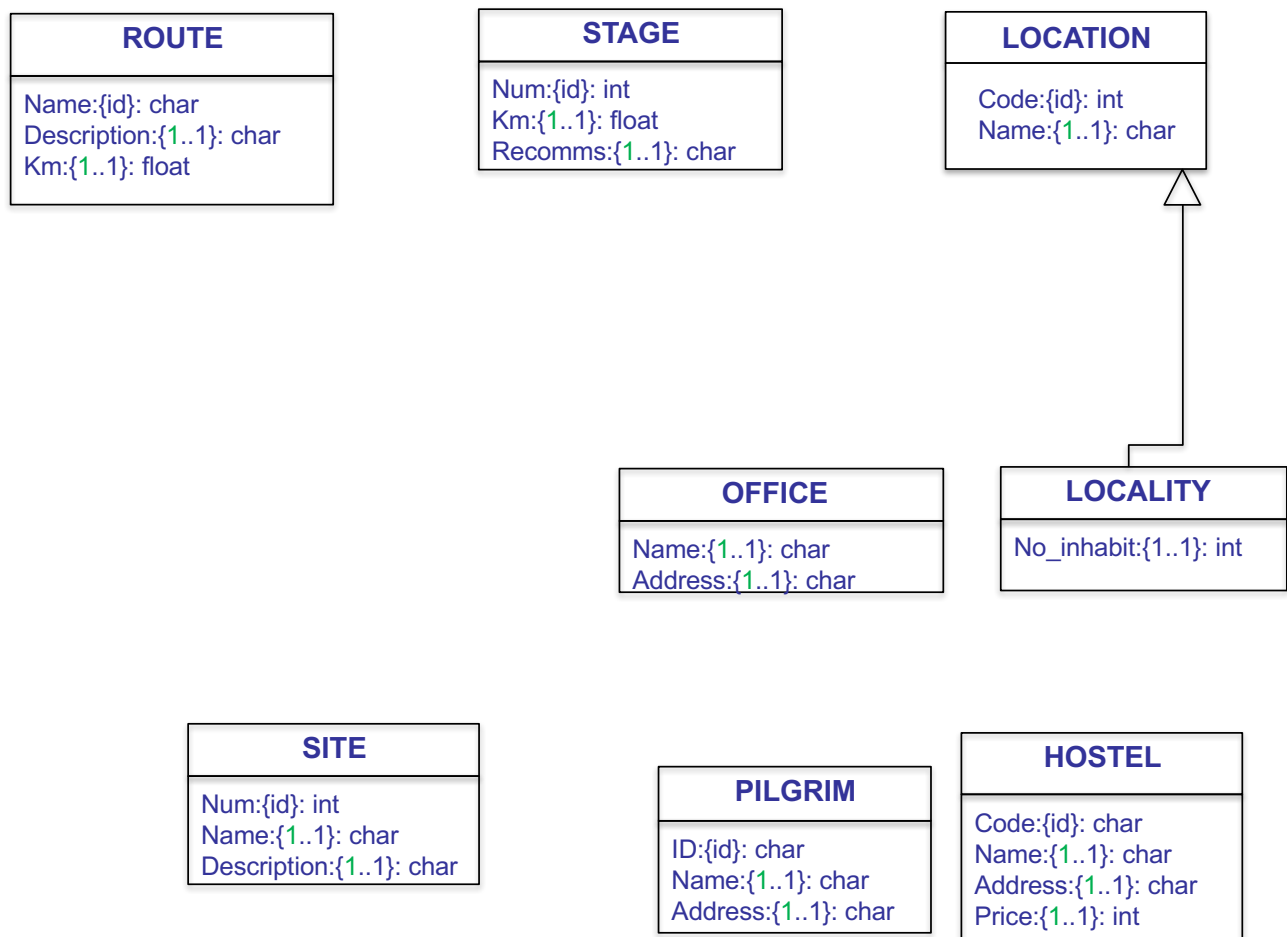 ROUTE
Name:{id}: char
Description:{1..1}: char
Km:{1..1}: float
STAGE
Num:{id}: int
Km:{1..1}: float
Recomms:{1..1}: char
LOCATION
Code:{id}: int
Name:{1..1}: char
OFFICE
Name:{1..1}: char
Address:{1..1}: char
LOCALITY
No_inhabit:{1..1}: int
SITE
Num:{id}: int
Name:{1..1}: char
Description:{1..1}: char
PILGRIM
ID:{id}: char
Name:{1..1}: char
Address:{1..1}: char
HOSTEL
Code:{id}: char
Name:{1..1}: char
Address:{1..1}: char
Price:{1..1}: int